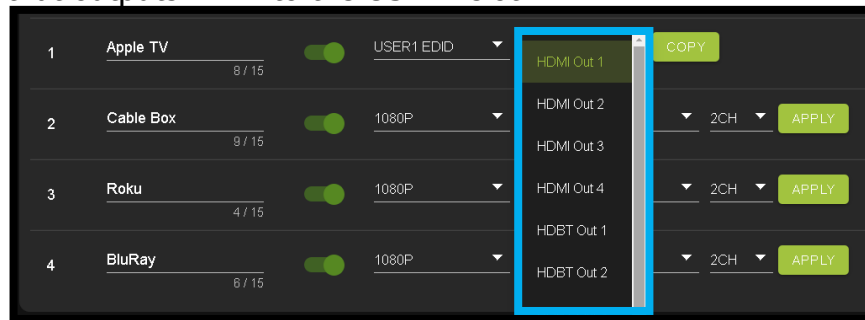 1 Apple TV USER1 EDID HDMI Out 1 COPY
8 / 15
HDMI Out 2
2 Cable Box 1080P 2CH APPLY
9 / 15
HDMI Out 3
3 Roku 1080P HDMI Out 4 2CH APPLY
4 / 15
HDBT Out 1
4 BluRay 1080P 2CH APPLY
HDBT Out 2
6 / 15